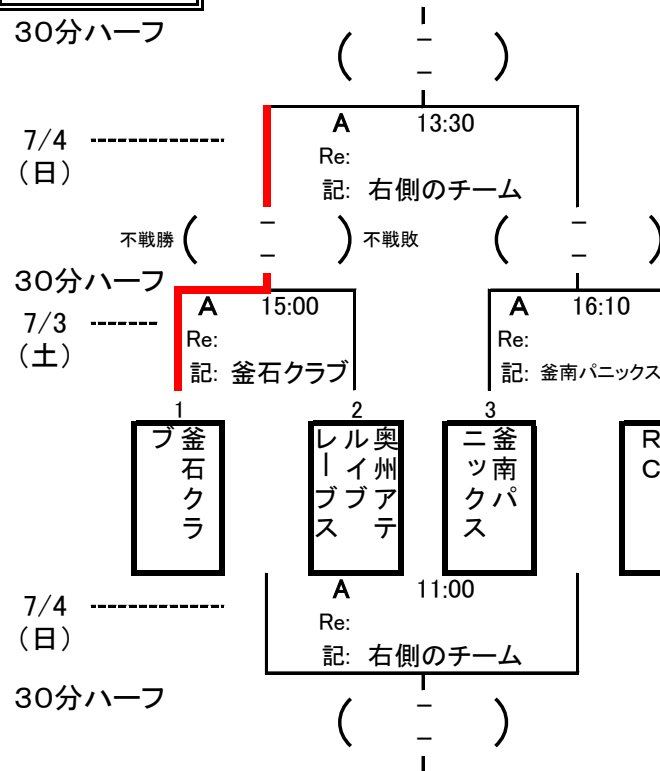 30分ハーフ
( － － )
7/4
(日)
A 13:30
Re:
記: 右側のチーム
不戦勝 ( － － ) 不戦敗
( － － )
30分ハーフ
7/3
(土)
A 15:00
Re:
記: 釜石クラブ
A 16:10
Re:
記: 釜南パニックス
1
2
3
釜石クラブ
奥州アテルイブレーブス
釜南パニックス
R
C
7/4
(日)
A 11:00
Re:
記: 右側のチーム
30分ハーフ
( － － )